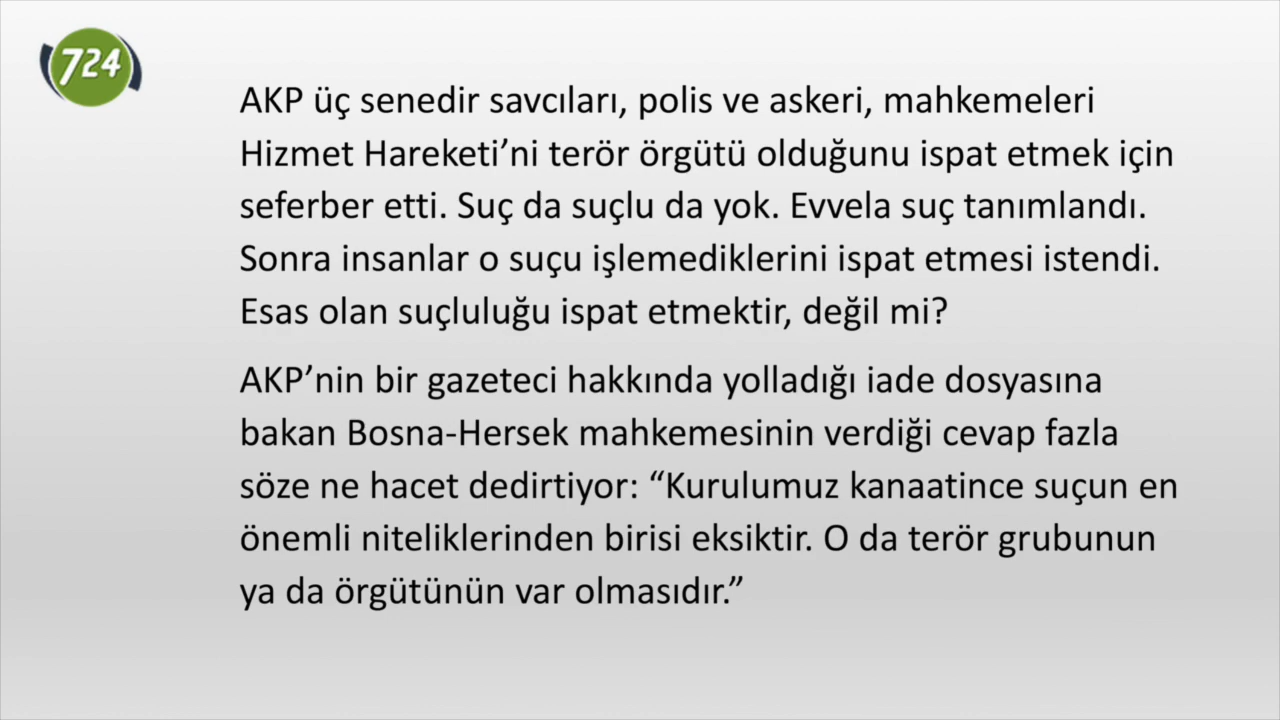 724
AKP üç senedir savcıları, polis ve askeri, mahkemeleri
Hizmet Hareketi’ni terör örgütü olduğunu ispat etmek için
seferber etti. Suç da suçlu da yok. Evvela suç tanımlandı.
Sonra insanlar o suçu işlemediklerini ispat etmesi istendi.
Esas olan suçluluğu ispat etmektir, değil mi?
AKP’nin bir gazeteci hakkında yolladığı iade dosyasına
bakan Bosna-Hersek mahkemesinin verdiği cevap fazla
söze ne hacet dedirtiyor: “Kurulumuz kanaatince suçun en
önemli niteliklerinden birisi eksiktir. O da terör grubunun
ya da örgütünün var olmasıdır.”